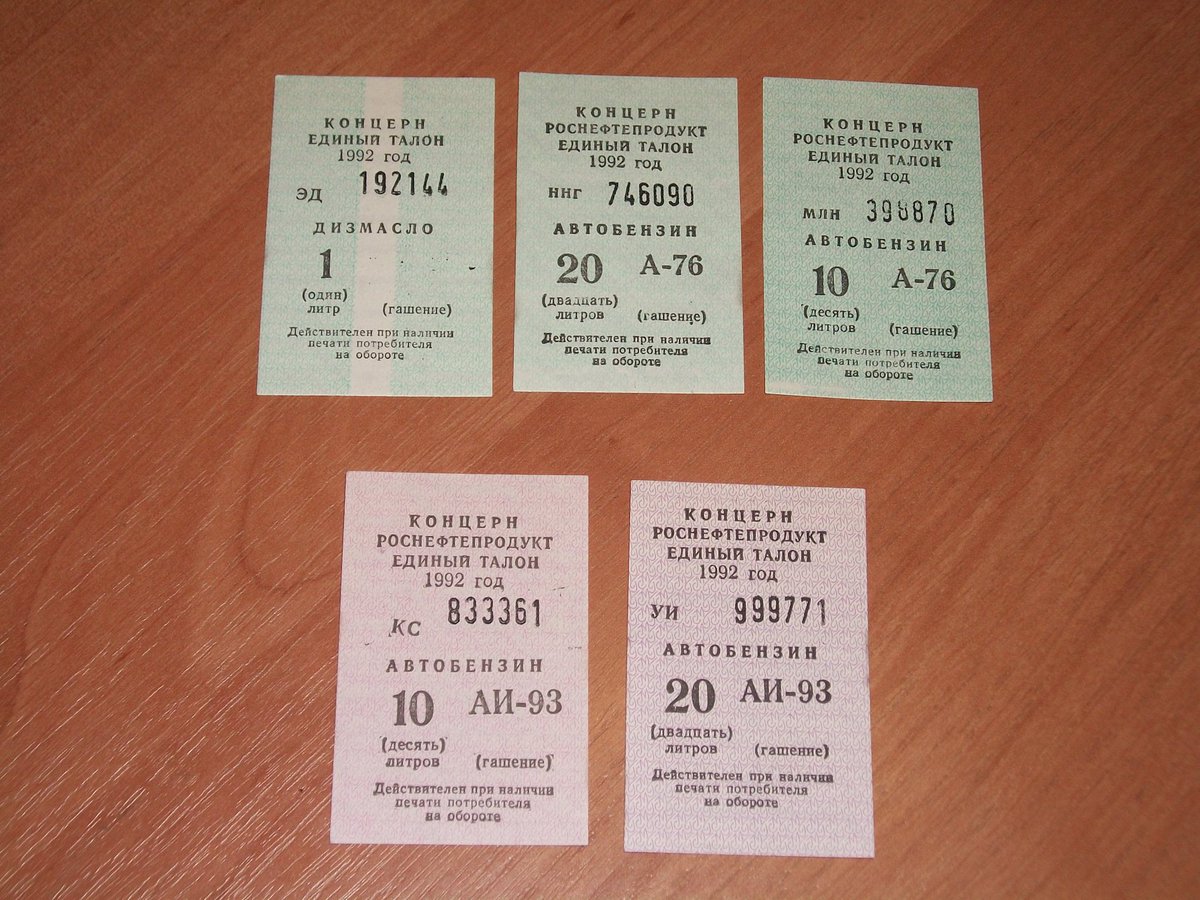 КОНЦЕРН
ЕДИНЫЙ ТАЛОН
1992 год
ЭД 192144
ДИЗМАСЛО
1
(один)
литр (гашение)
Действителен при наличии
печати потребителя
на обороте
КОНЦЕРН
РОСНЕФТЕПРОДУКТ
ЕДИНЫЙ ТАЛОН
1992 год
ННГ 746090
АВТОБЕНЗИН
20 А-76
(двадцать)
литров (гашение)
Действителен при наличии
печати потребителя
на обороте
КОНЦЕРН
РОСНЕФТЕПРОДУКТ
ЕДИНЫЙ ТАЛОН
1992 год
МЛН 398870
АВТОБЕНЗИН
10 А-76
(десять)
литров (гашение)
Действителен при наличии
печати потребителя
на обороте
КОНЦЕРН
РОСНЕФТЕПРОДУКТ
ЕДИНЫЙ ТАЛОН
1992 год
КС 833361
АВТОБЕНЗИН
10 АИ-93
(десять)
литров (гашение)
Действителен при наличии
печати потребителя
на обороте
КОНЦЕРН
РОСНЕФТЕПРОДУКТ
ЕДИНЫЙ ТАЛОН
1992 год
УИ 999771
АВТОБЕНЗИН
20 АИ-93
(двадцать)
литров (гашение)
Действителен при наличии
печати потребителя
на обороте